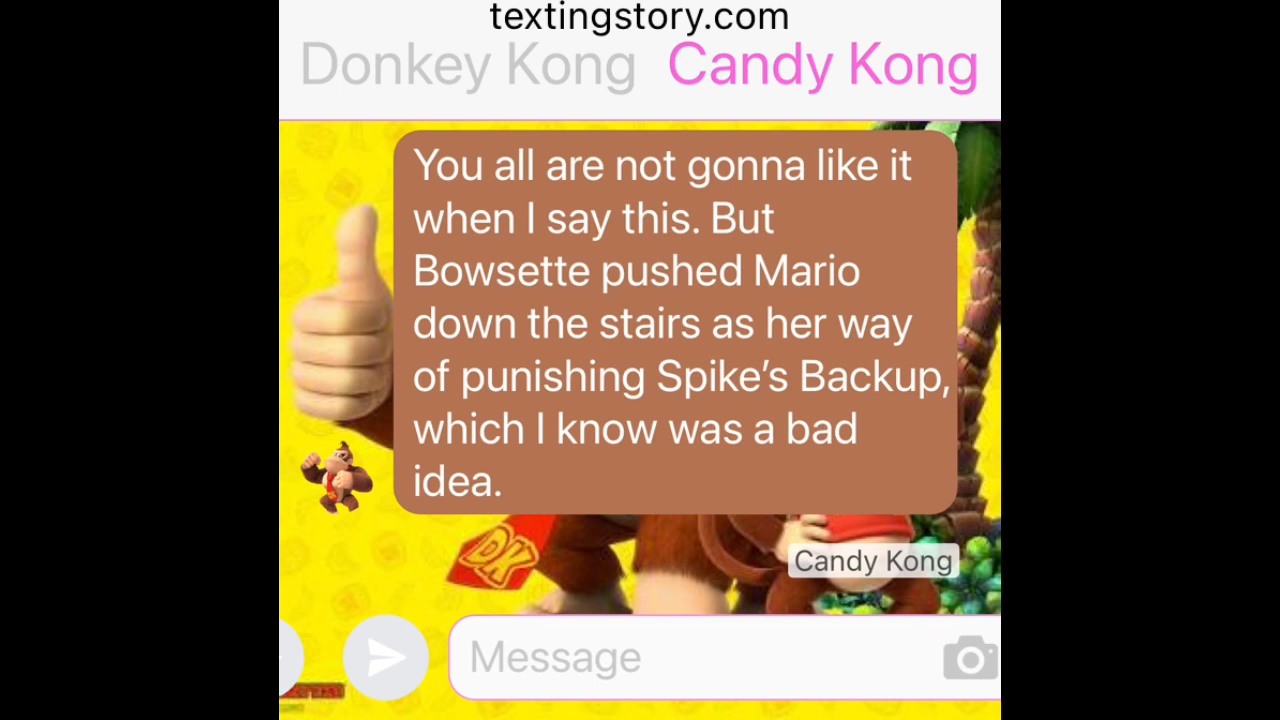 textingstory.com
Donkey Kong Candy Kong
You all are not gonna like it
when I say this. But
Bowsette pushed Mario
down the stairs as her way
of punishing Spike’s Backup,
which I know was a bad
idea.
DK
Candy Kong
Message